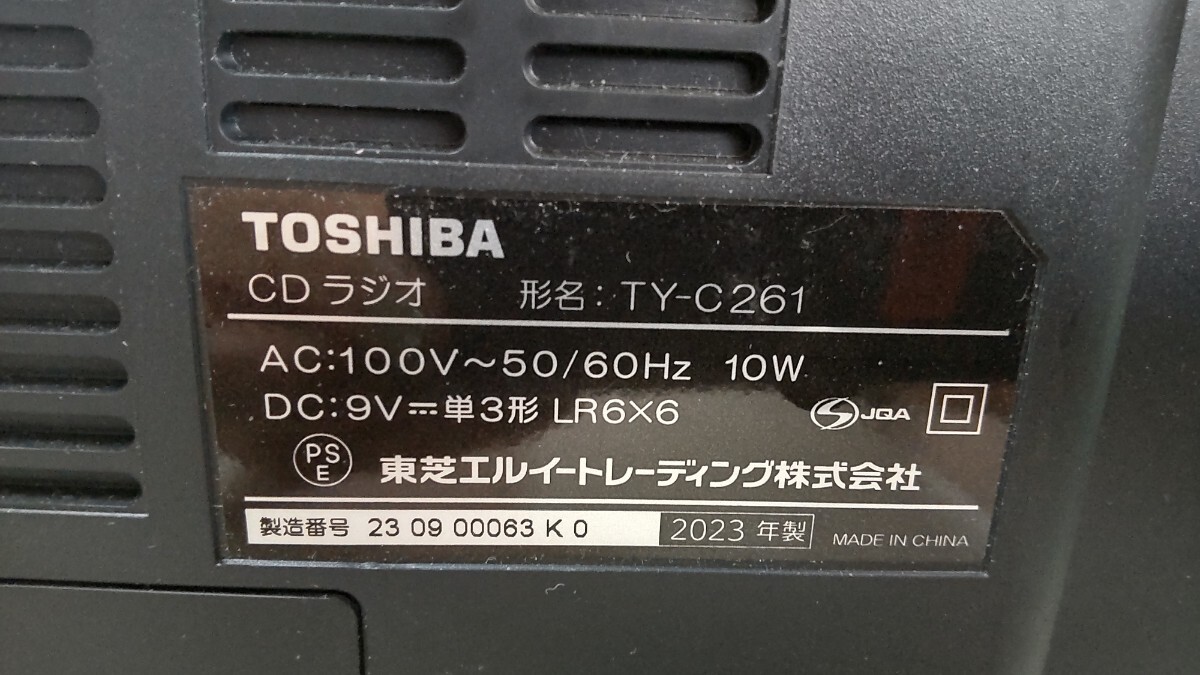 TOSHIBA
CD ラジオ 形名: TY-C261
AC:100V～50/60Hz 10W
DC:9V⎓単3形 LR6×6
JQA
PS
E
東芝エルイートレーディング株式会社
製造番号 23 09 00063 K 0 2023 年製 MADE IN CHINA